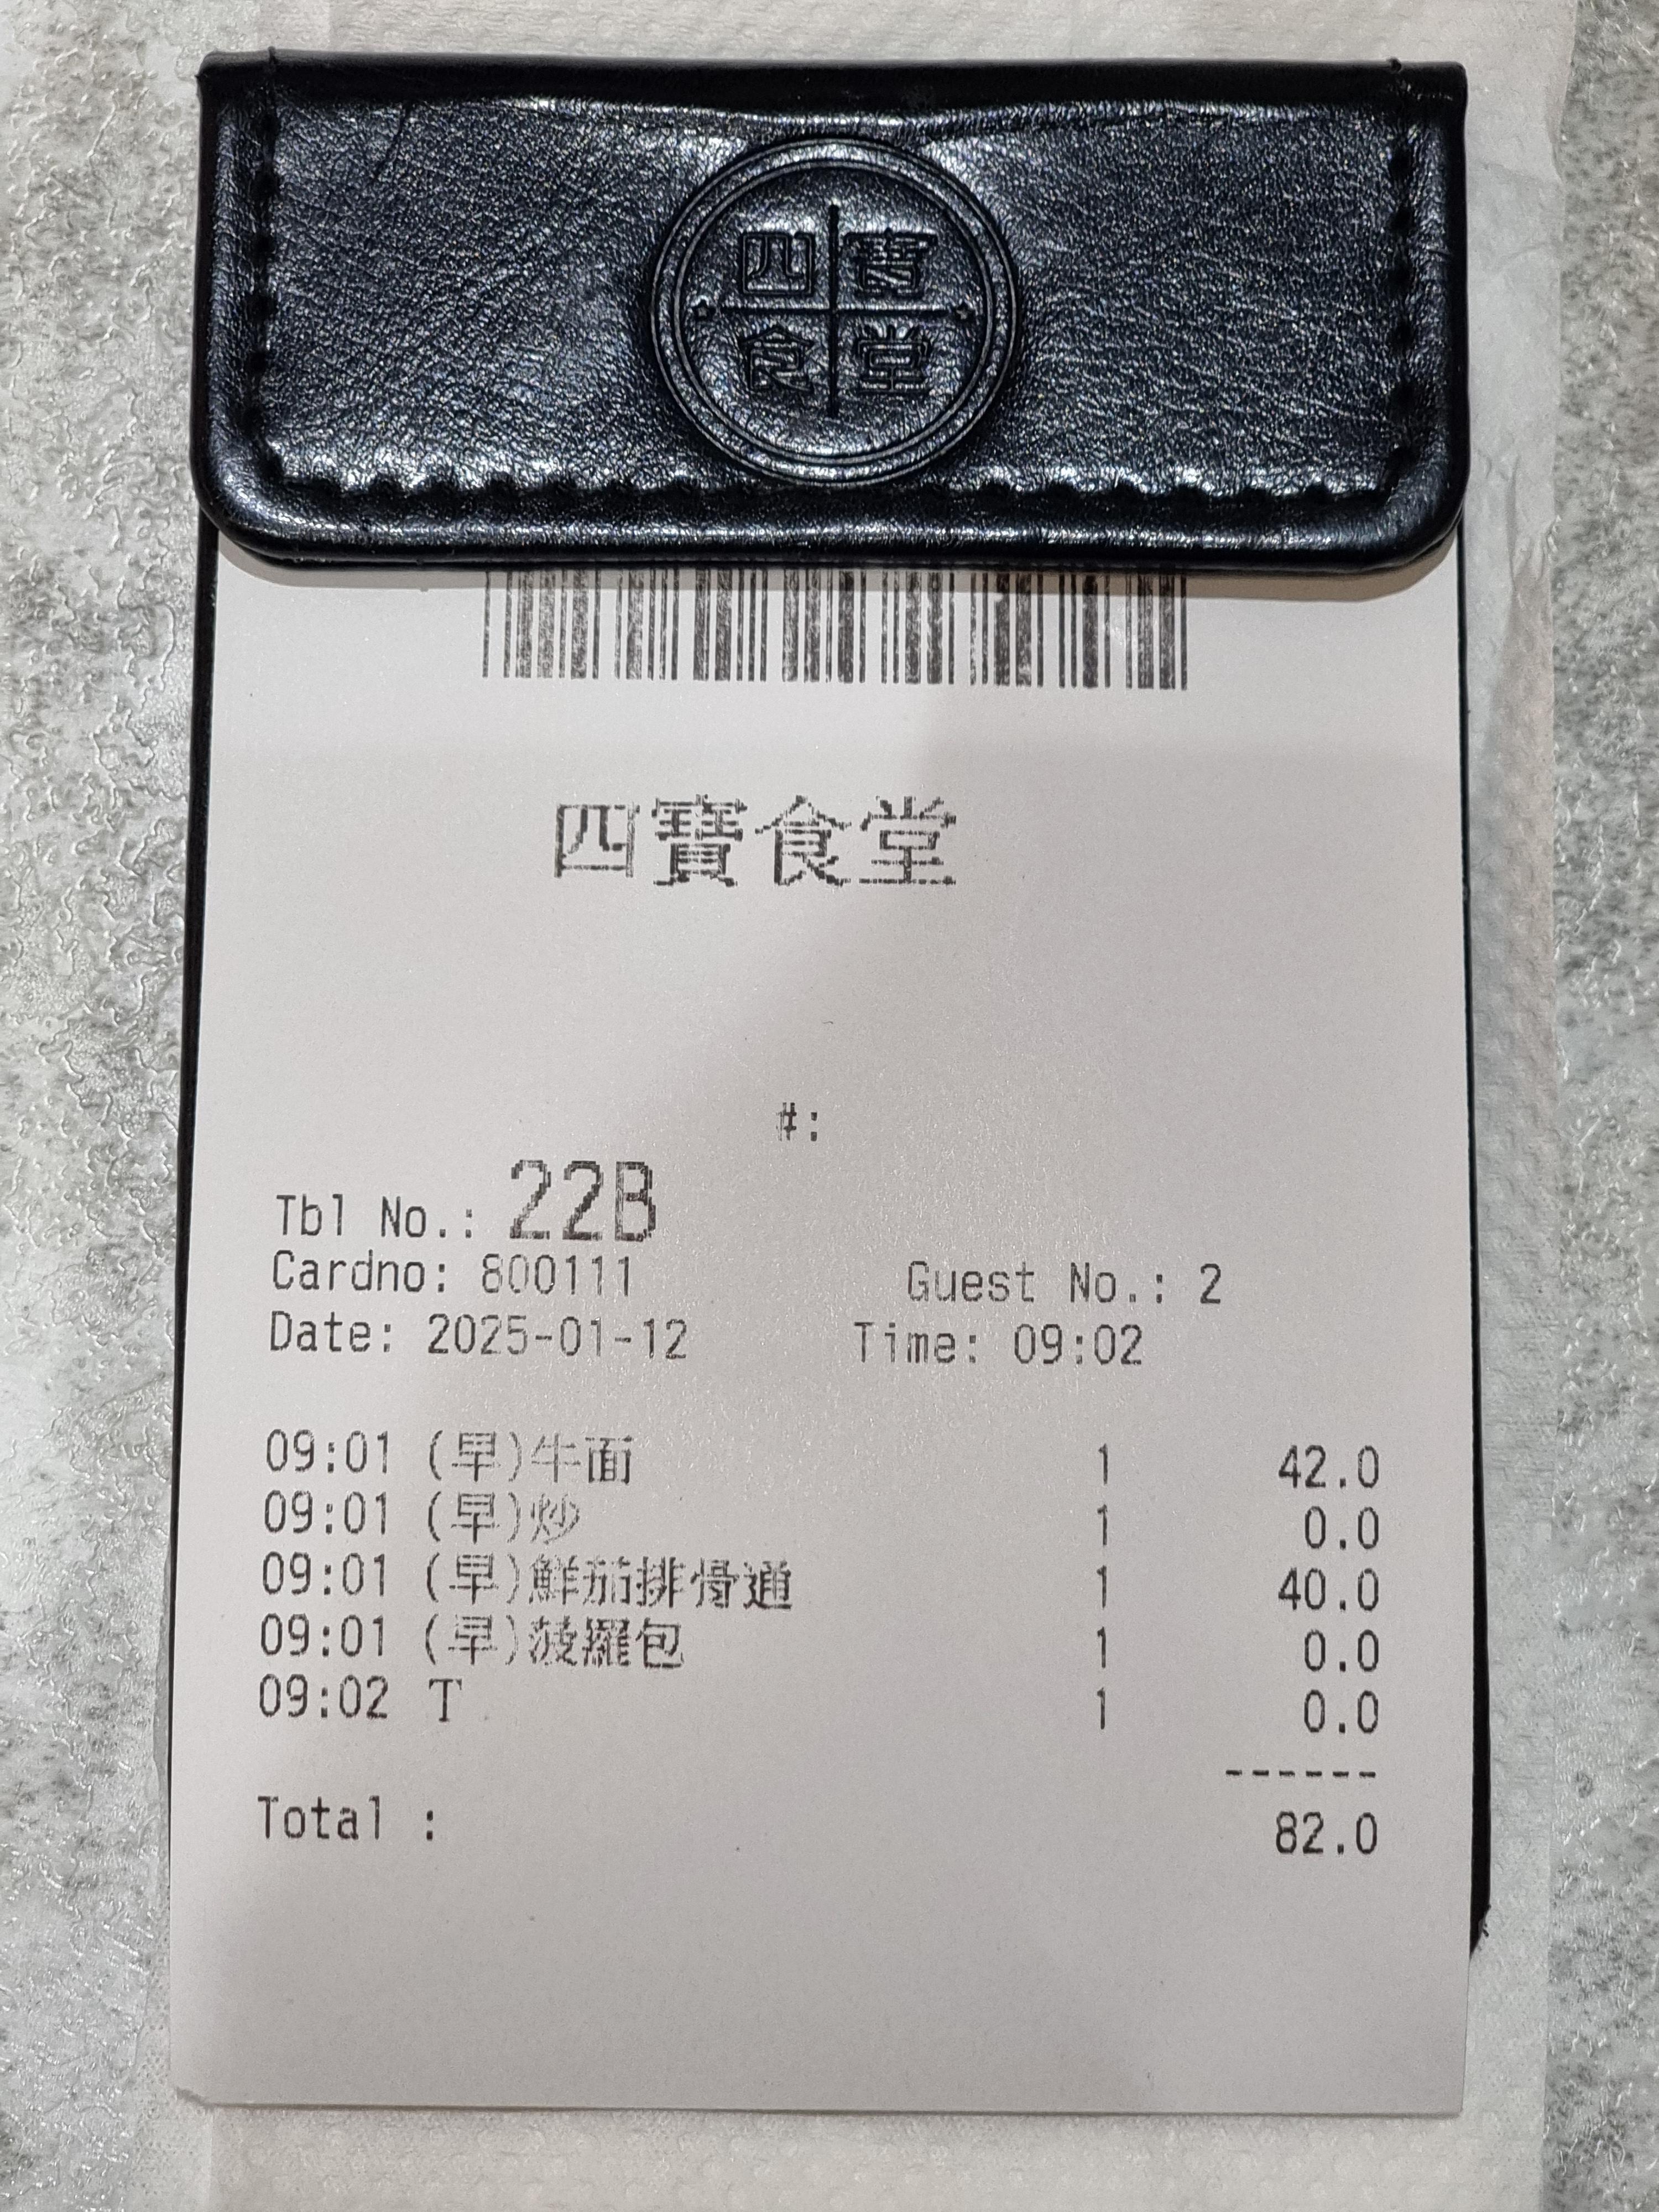 四寶
食堂
四寶食堂
#:
Tbl No.: 22B
Cardno: 800111 Guest No.: 2
Date: 2025-01-12 Time: 09:02
09:01 (早)牛面 1 42.0
09:01 (早)炒 1 0.0
09:01 (早)鮮茄排骨通 1 40.0
09:01 (早)菠羅包 1 0.0
09:02 T 1 0.0
------
Total : 82.0